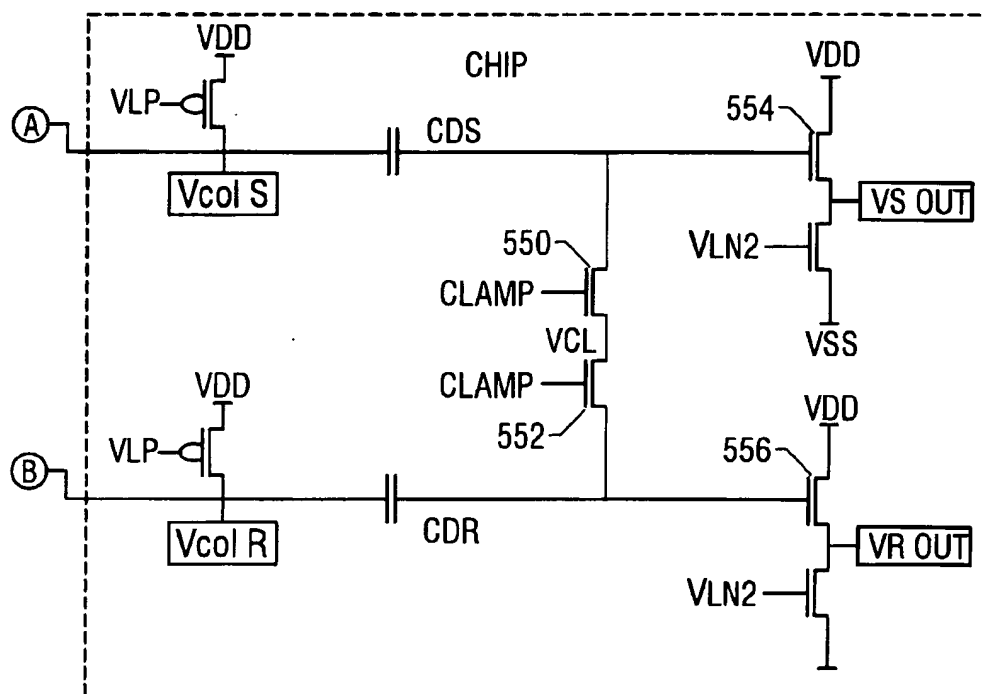 VDD
CHIP
VDD
VLP
554
A
CDS
Vcol S
VS OUT
550
VLN2
CLAMP
VCL
VSS
CLAMP
VDD
VDD
552
556
VLP
B
CDR
Vcol R
VR OUT
VLN2